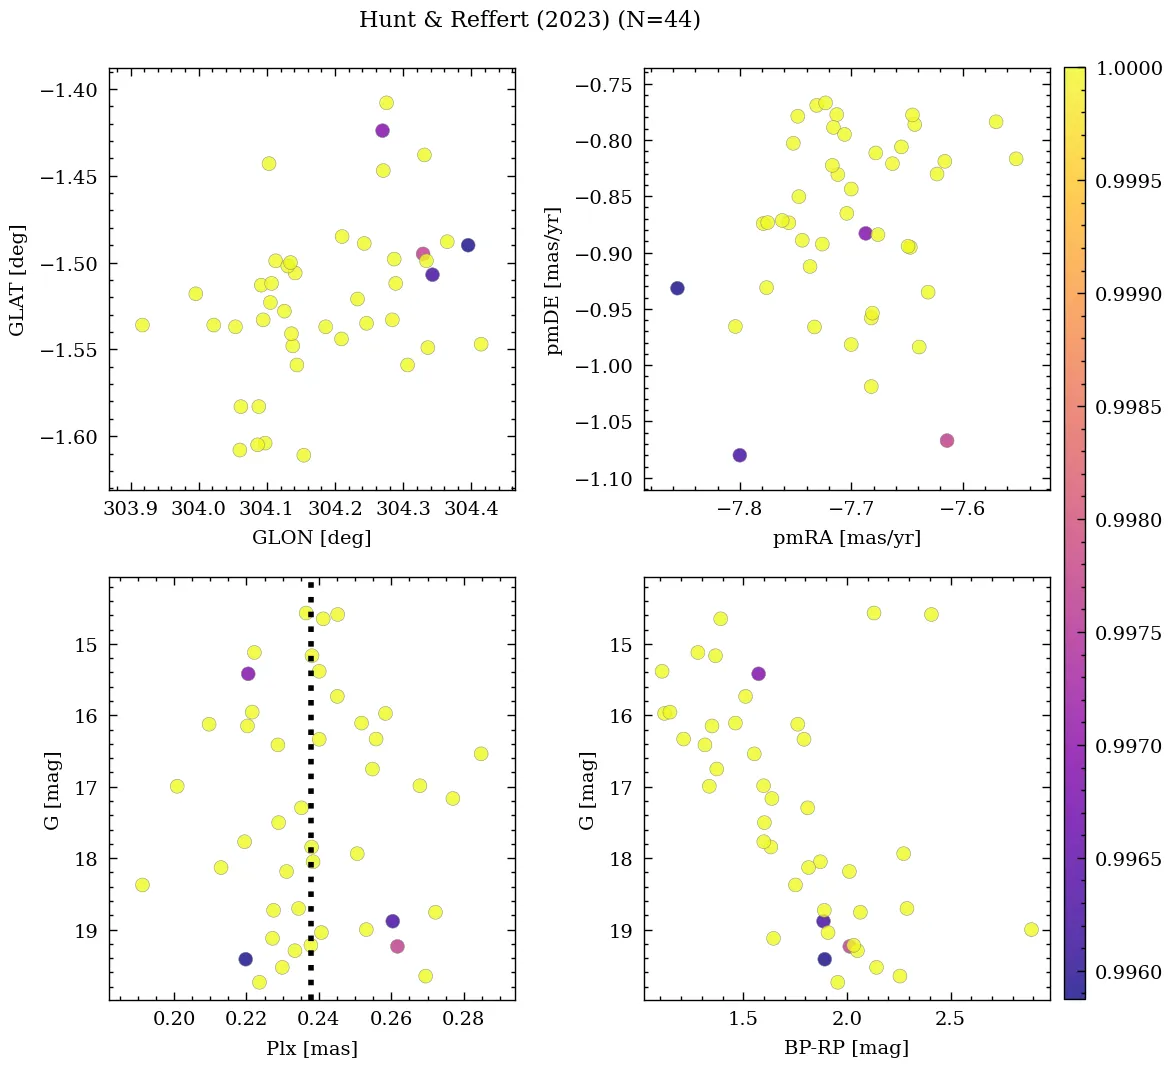 Hunt & Reffert (2023) (N=44)
−1.40
−1.45
−1.50
−1.55
−1.60
GLAT [deg]
303.9 304.0 304.1 304.2 304.3 304.4
GLON [deg]
−0.75
−0.80
−0.85
−0.90
−0.95
−1.00
−1.05
−1.10
pmDE [mas/yr]
−7.8 −7.7 −7.6
pmRA [mas/yr]
1.0000
0.9995
0.9990
0.9985
0.9980
0.9975
0.9970
0.9965
0.9960
15
16
17
18
19
G [mag]
0.20 0.22 0.24 0.26 0.28
Plx [mas]
15
16
17
18
19
G [mag]
1.5 2.0 2.5
BP-RP [mag]